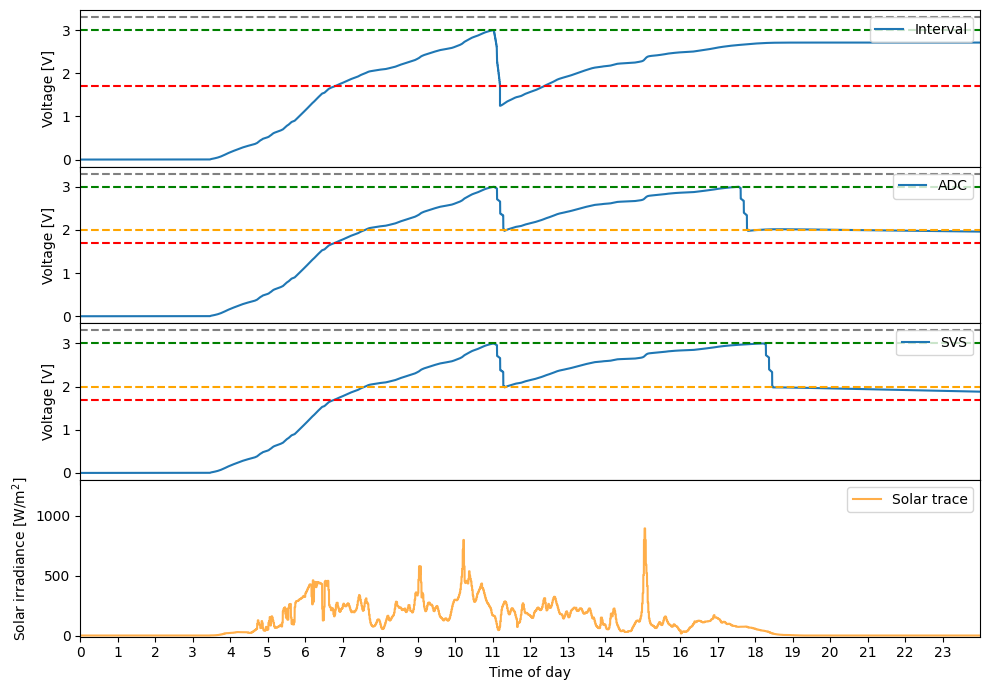 Voltage [V]
3
2
1
0
Interval
Voltage [V]
3
2
1
0
ADC
Voltage [V]
3
2
1
0
SVS
Solar irradiance [W/m²]
1000
500
0
Solar trace
0 1 2 3 4 5 6 7 8 9 10 11 12 13 14 15 16 17 18 19 20 21 22 23
Time of day